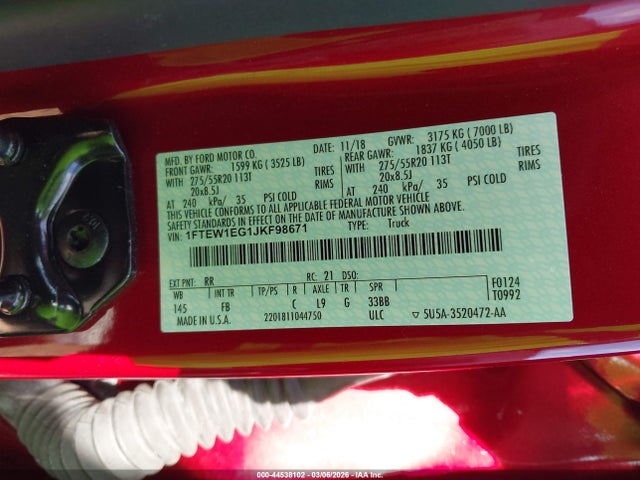 MFD. BY FORD MOTOR CO.
DATE: 11/18 GVWR: 3175 KG ( 7000 LB)
FRONT GAWR: 1599 KG ( 3525 LB)
REAR GAWR: 1837 KG ( 4050 LB)
WITH 275/55R20 113T TIRES
WITH 275/55R20 113T TIRES
20x8.5J RIMS
20x8.5J RIMS
AT 240 kPa/ 35 PSI COLD
AT 240 kPa/ 35 PSI COLD
THIS VEHICLE CONFORMS TO ALL APPLICABLE FEDERAL MOTOR VEHICLE
SAFETY STANDARDS IN EFFECT ON THE DATE OF MANUFACTURE SHOWN ABOVE.
VIN: 1FTEW1EG1JKF98671 TYPE: Truck
EXT PNT: RR RC: 21 DSO:
WB INT TR TP/PS R AXLE TR SPR
F0124
145 FB C L9 G 33BB
T0992
MADE IN U.S.A. 2201811044750 ULC ▽ 5U5A-3520472-AA
000-44538102 - 03/06/2026 - IAA Inc.